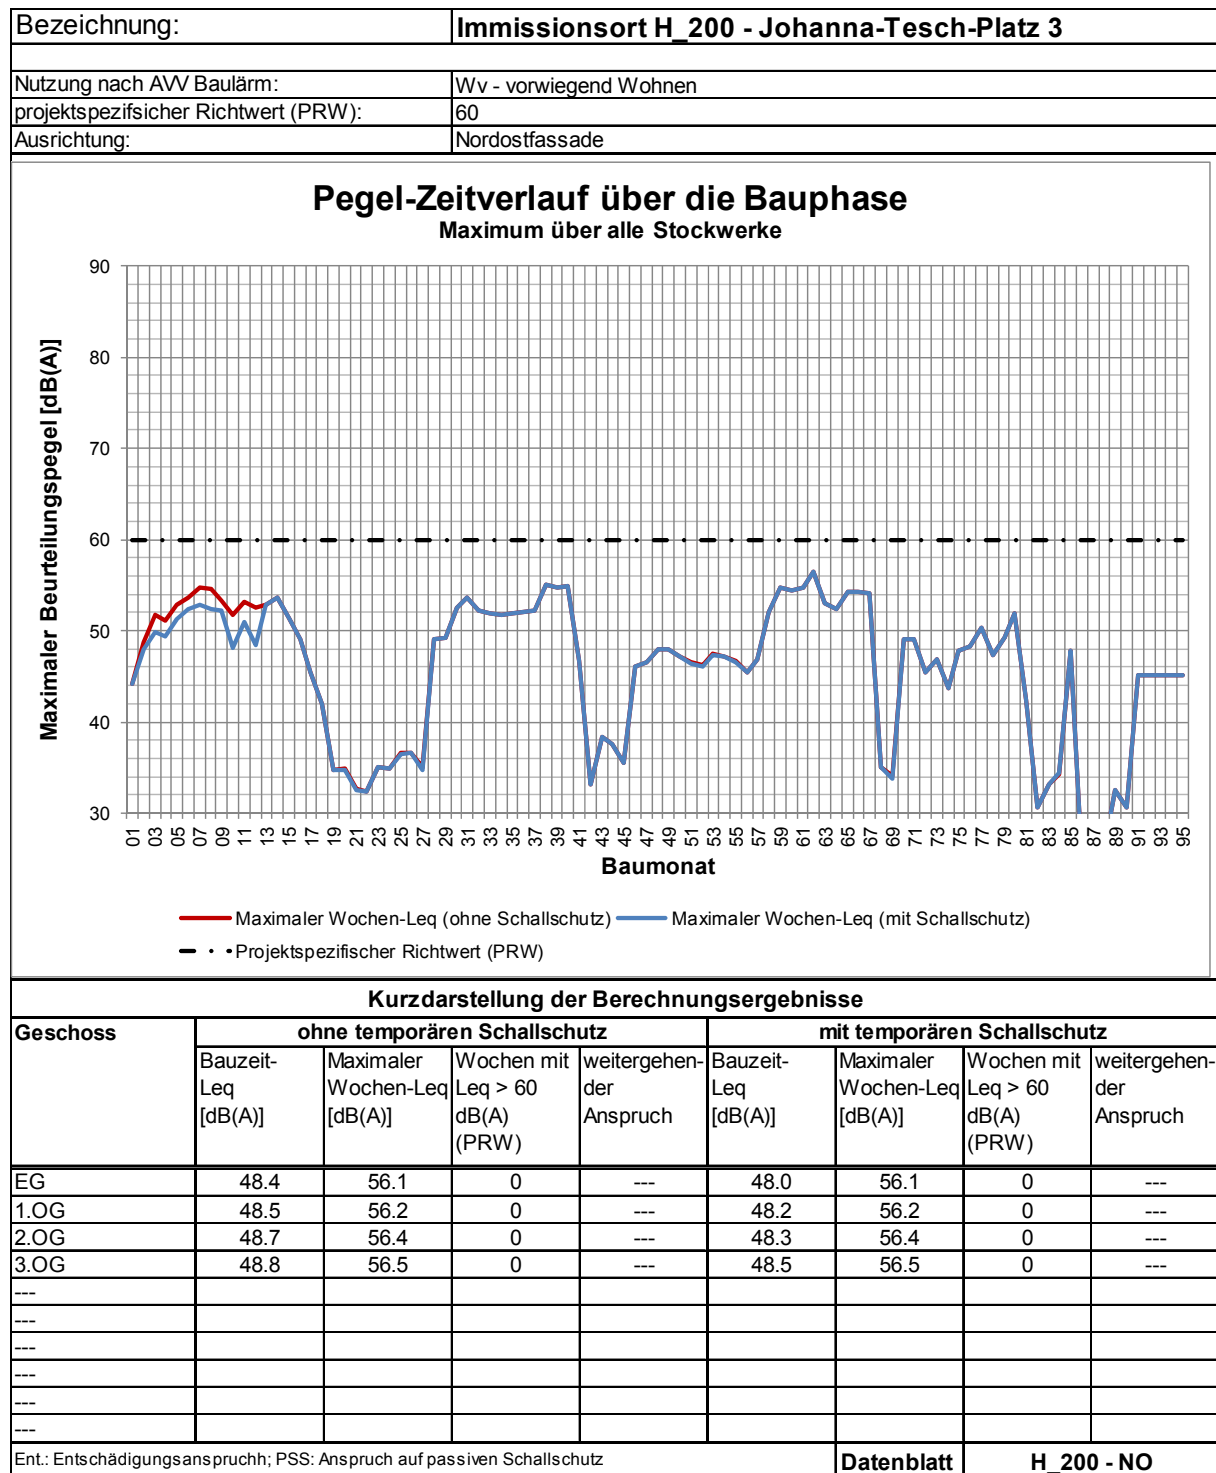 Bezeichnung: Immissionsort H_200 - Johanna-Tesch-Platz 3
Nutzung nach AVV Baulärm: Wv - vorwiegend Wohnen
projektspezifsicher Richtwert (PRW): 60
Ausrichtung: Nordostfassade
Pegel-Zeitverlauf über die Bauphase
Maximum über alle Stockwerke
Maximaler Beurteilungspegel [dB(A)]
90
80
70
60
50
40
30
01 03 05 07 09 11 13 15 17 19 21 23 25 27 29 31 33 35 37 39 41 43 45 47 49 51 53 55 57 59 61 63 65 67 69 71 73 75 77 79 81 83 85 87 89 91 93 95
Baumonat
Maximaler Wochen-Leq (ohne Schallschutz) Maximaler Wochen-Leq (mit Schallschutz)
Projektspezifischer Richtwert (PRW)
Kurzdarstellung der Berechnungsergebnisse
Geschoss ohne temporären Schallschutz mit temporären Schallschutz
Bauzeit- Maximaler Wochen mit weitergehen- Bauzeit- Maximaler Wochen mit weitergehen-
Leq Wochen-Leq Leq > 60 der Leq Wochen-Leq Leq > 60 der
[dB(A)] [dB(A)] dB(A) Anspruch [dB(A)] [dB(A)] dB(A) Anspruch
(PRW) (PRW)
EG 48.4 56.1 0 --- 48.0 56.1 0 ---
1.OG 48.5 56.2 0 --- 48.2 56.2 0 ---
2.OG 48.7 56.4 0 --- 48.3 56.4 0 ---
3.OG 48.8 56.5 0 --- 48.5 56.5 0 ---
---
---
---
---
---
---
Ent.: Entschädigungsanspruchh; PSS: Anspruch auf passiven Schallschutz Datenblatt H_200 - NO